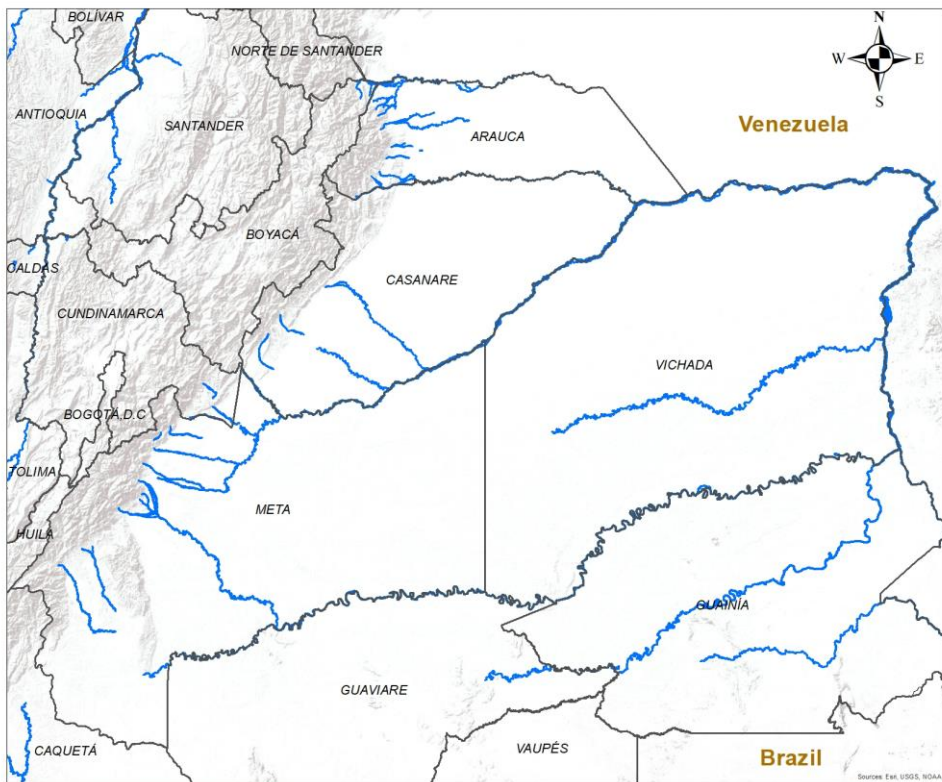 BOLÍVAR
N
NORTE DE SANTANDER
W
E
S
ANTIOQUIA
SANTANDER
ARAUCA
Venezuela
BOYACÁ
CALDAS
CASANARE
CUNDINAMARCA
VICHADA
BOGOTÁ,D.C
TOLIMA
META
HUILA
GUAINÍA
GUAVIARE
CAQUETÁ
VAUPÉS
Brazil
Sources: Esri, USGS, NOAA